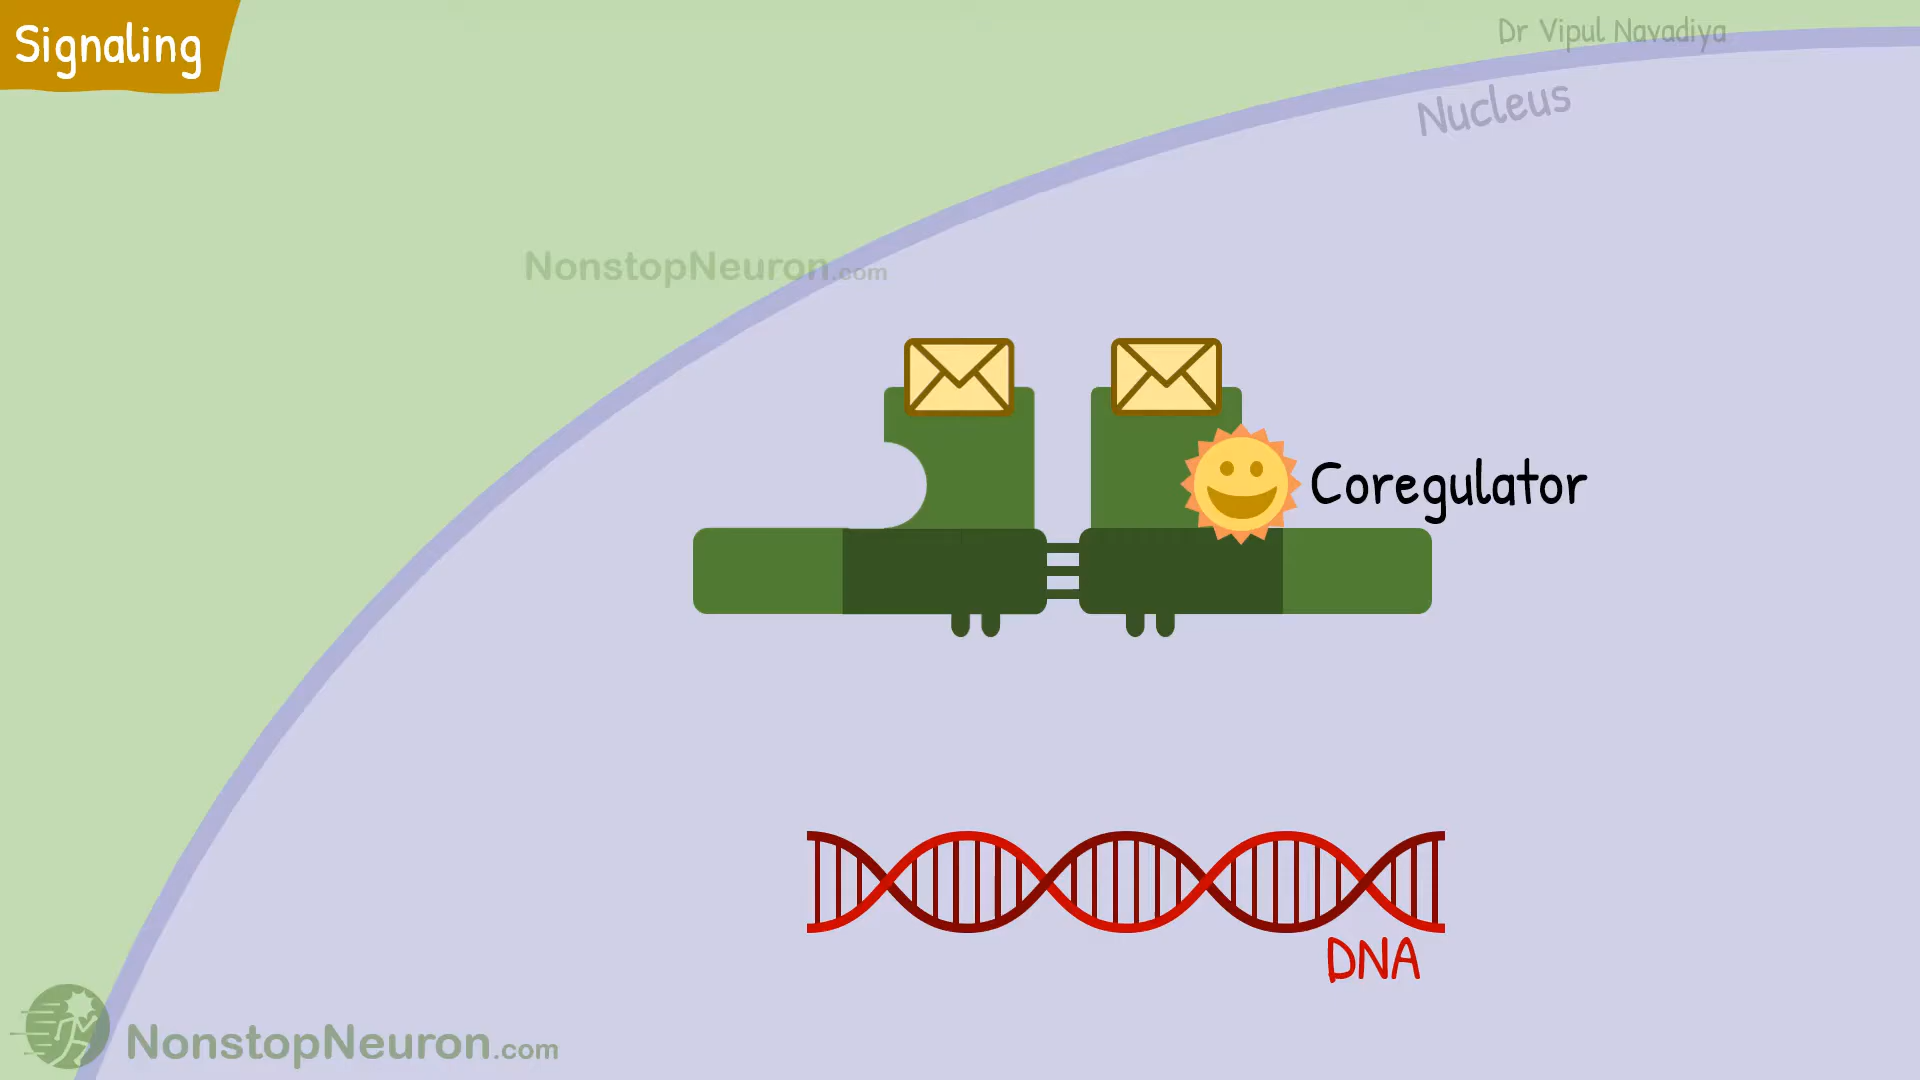 Signaling
Dr Vipul Navadiya
Nucleus
NonstopNeuron.com
Coregulator
DNA
NonstopNeuron.com